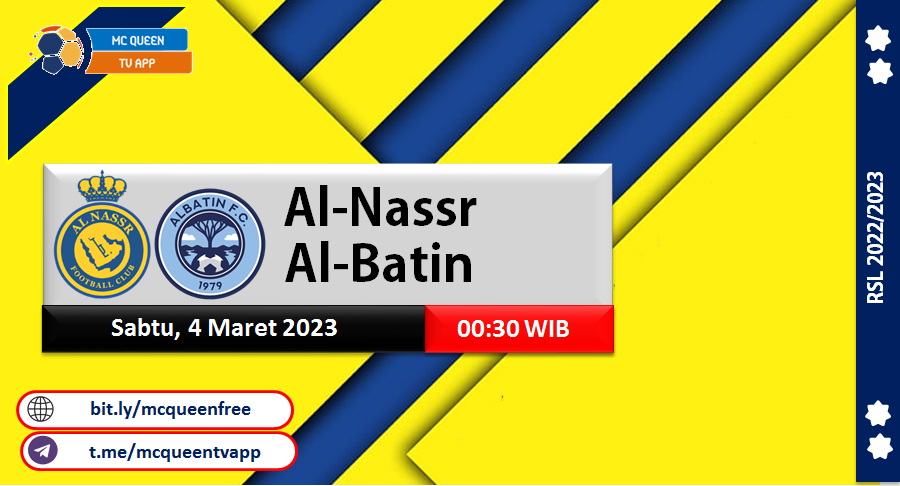 MC QUEEN
TV APP
AL NASSR
FOOTBALL CLUB
ALBATIN F.C.
1979
Al-Nassr
Al-Batin
Sabtu, 4 Maret 2023
00:30 WIB
RSL 2022/2023
bit.ly/mcqueenfree
t.me/mcqueentvapp